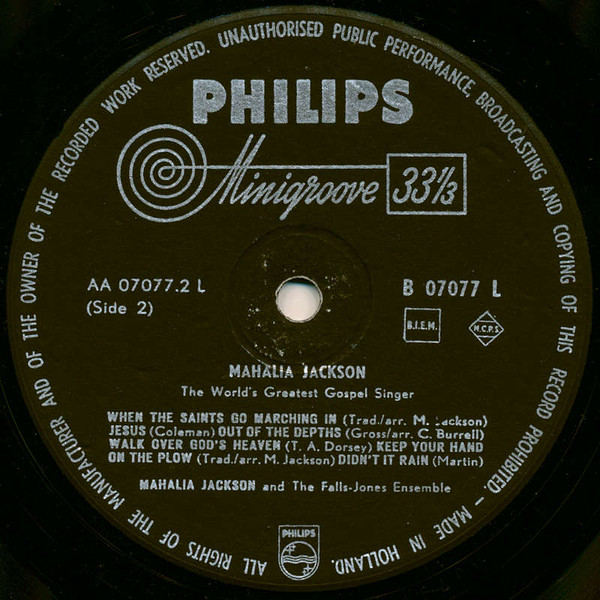 ALL RIGHTS OF THE MANUFACTURER AND OF THE OWNER OF THE RECORDED WORK RESERVED. UNAUTHORISED PUBLIC PERFORMANCE, BROADCASTING AND COPYING OF THIS RECORD PROHIBITED. – MADE IN HOLLAND.
PHILIPS
Minigroove 33⅓
AA 07077.2 L
B 07077 L
(Side 2)
B.I.E.M.
M.C.P.S.
MAHALIA JACKSON
The World's Greatest Gospel Singer
WHEN THE SAINTS GO MARCHING IN (Trad./arr. M. Jackson)
JESUS (Coleman) OUT OF THE DEPTHS (Gross/arr. C. Burrell)
WALK OVER GOD'S HEAVEN (T. A. Dorsey) KEEP YOUR HAND
ON THE PLOW (Trad./arr. M. Jackson) DIDN'T IT RAIN (Martin)
MAHALIA JACKSON and The Falls-Jones Ensemble
PHILIPS